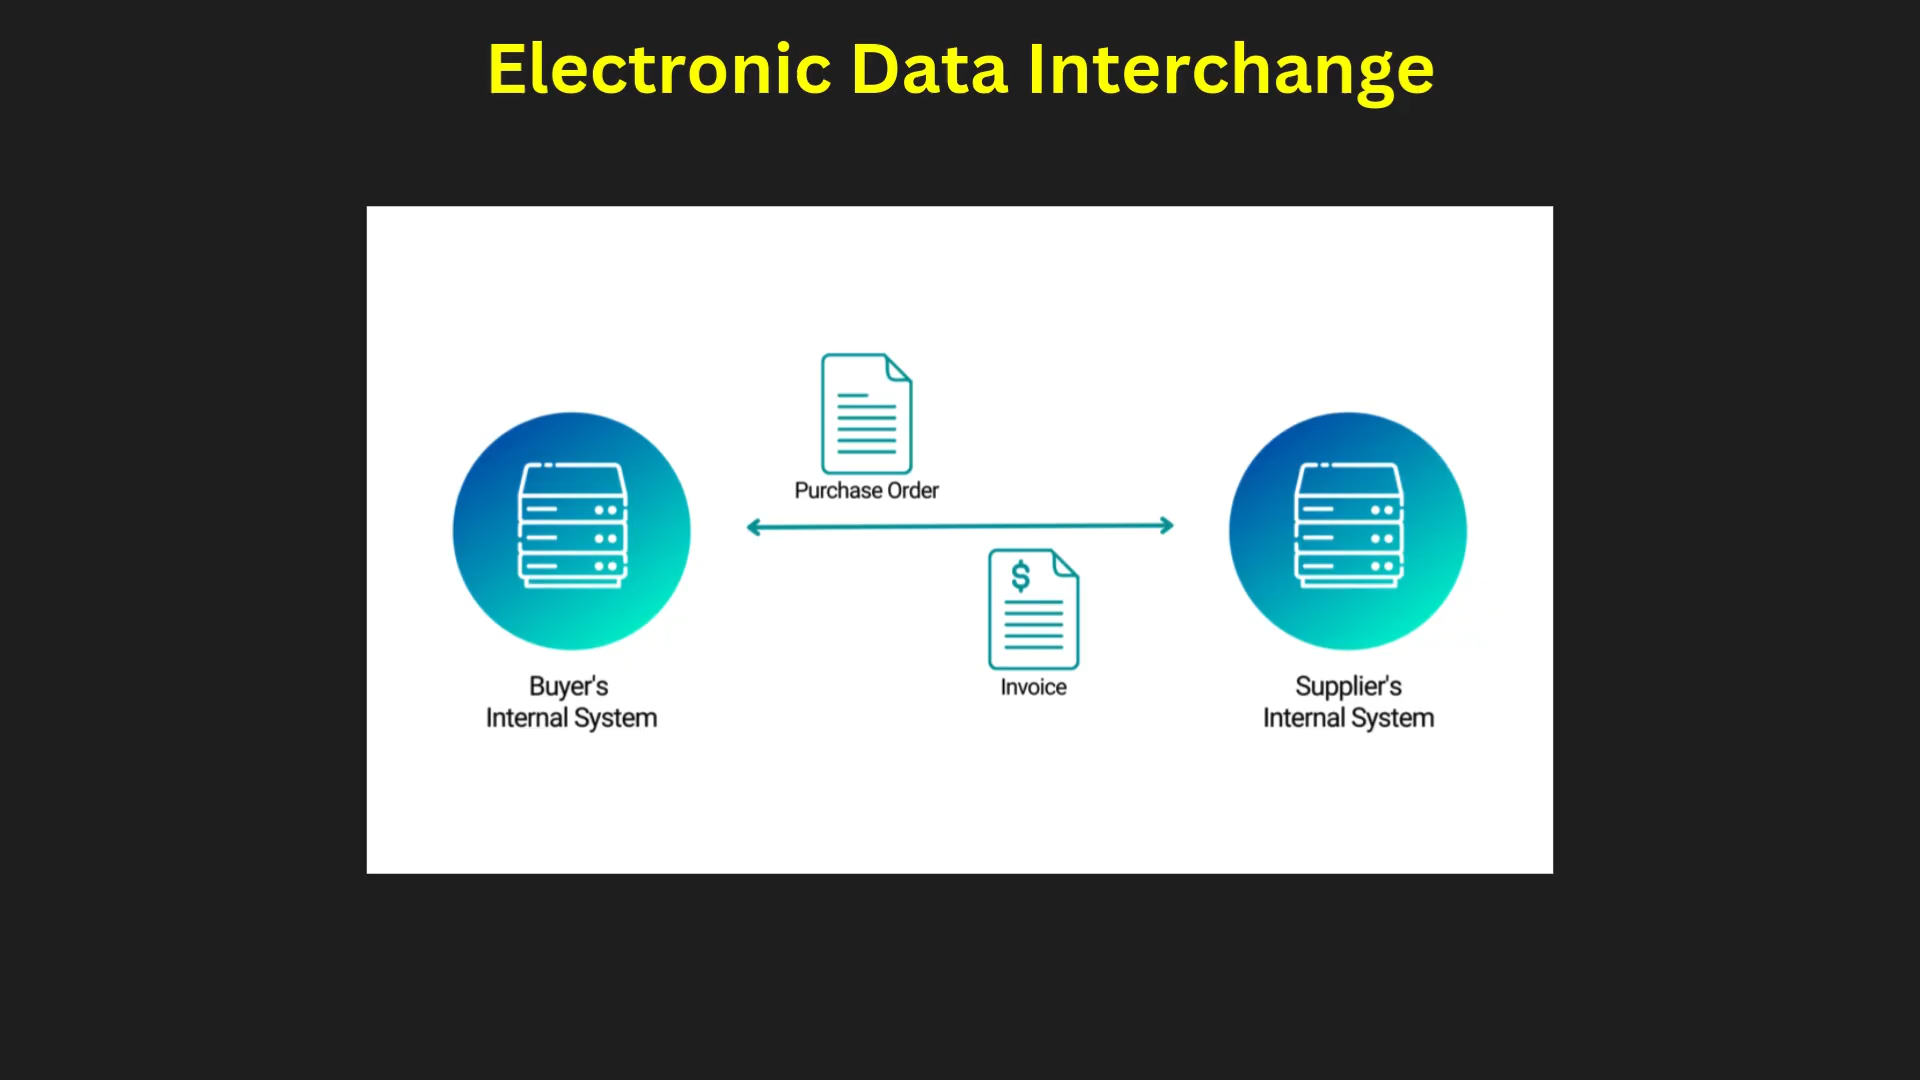 Electronic Data Interchange
Purchase Order
$
Invoice
Buyer's
Internal System
Supplier's
Internal System